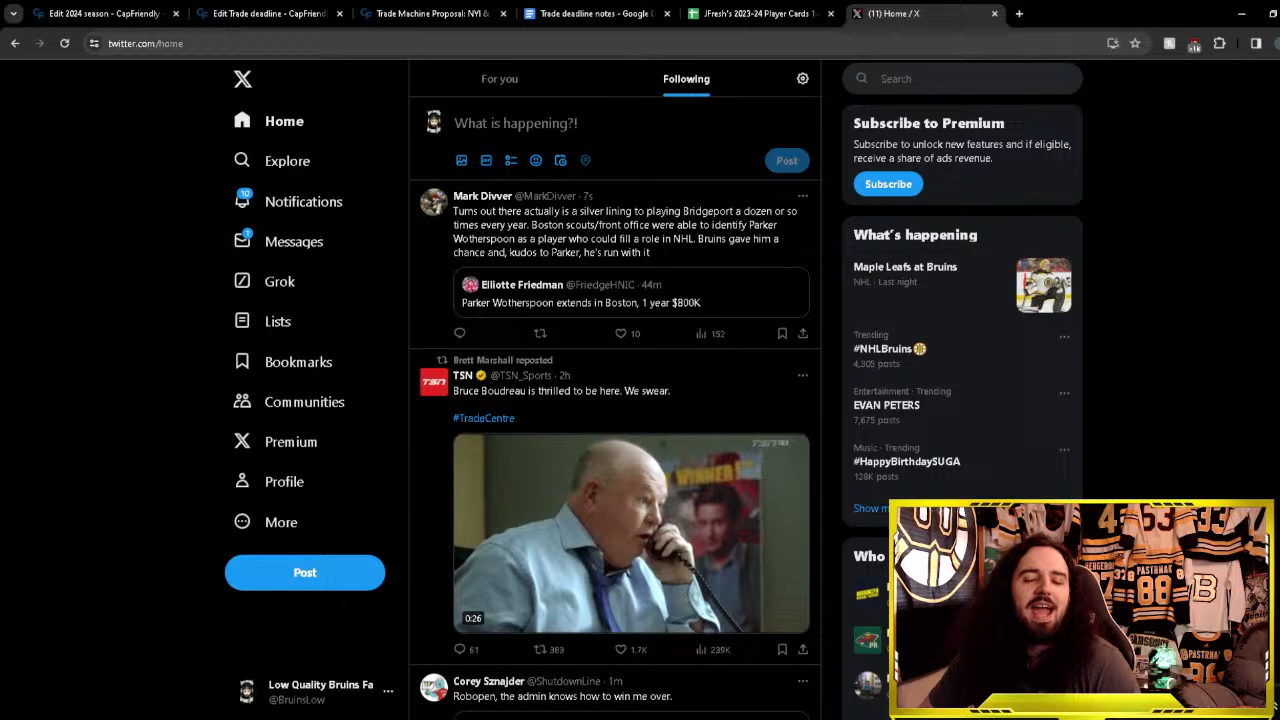 Edit 2024 season - CapFriendly
Edit Trade deadline - CapFriendl
Trade Machine Proposal: NYI &
Trade deadline notes - Google D
JFresh's 2023-24 Player Cards 1.
(11) Home / X
twitter.com/home
For you
Following
Search
Home
What is happening?!
Post
Explore
Notifications
10
Messages
1
Grok
Lists
Bookmarks
Communities
Premium
Profile
More
Post
Low Quality Bruins Fa
@BruinsLow
Mark Divver @MarkDivver · 7s
Turns out there actually is a silver lining to playing Bridgeport a dozen or so
times every year. Boston scouts/front office were able to identify Parker
Wotherspoon as a player who could fill a role in NHL. Bruins gave him a
chance and, kudos to Parker, he's run with it
Elliotte Friedman @FriedgeHNIC · 44m
Parker Wotherspoon extends in Boston, 1 year $800K
10
152
Brett Marshall reposted
TSN @TSN_Sports · 2h
Bruce Boudreau is thrilled to be here. We swear.
#TradeCentre
WINNER!
0:26
61
383
1.7K
239K
Corey Sznajder @ShutdownLine · 1m
Robopen, the admin knows how to win me over.
Subscribe to Premium
Subscribe to unlock new features and if eligible,
receive a share of ads revenue.
Subscribe
What's happening
Maple Leafs at Bruins
NHL · Last night
Trending
#NHLBruins
4,305 posts
Entertainment · Trending
EVAN PETERS
7,675 posts
Music · Trending
#HappyBirthdaySUGA
128K posts
Show m
Who
PASTRNAK
88
63
33
B